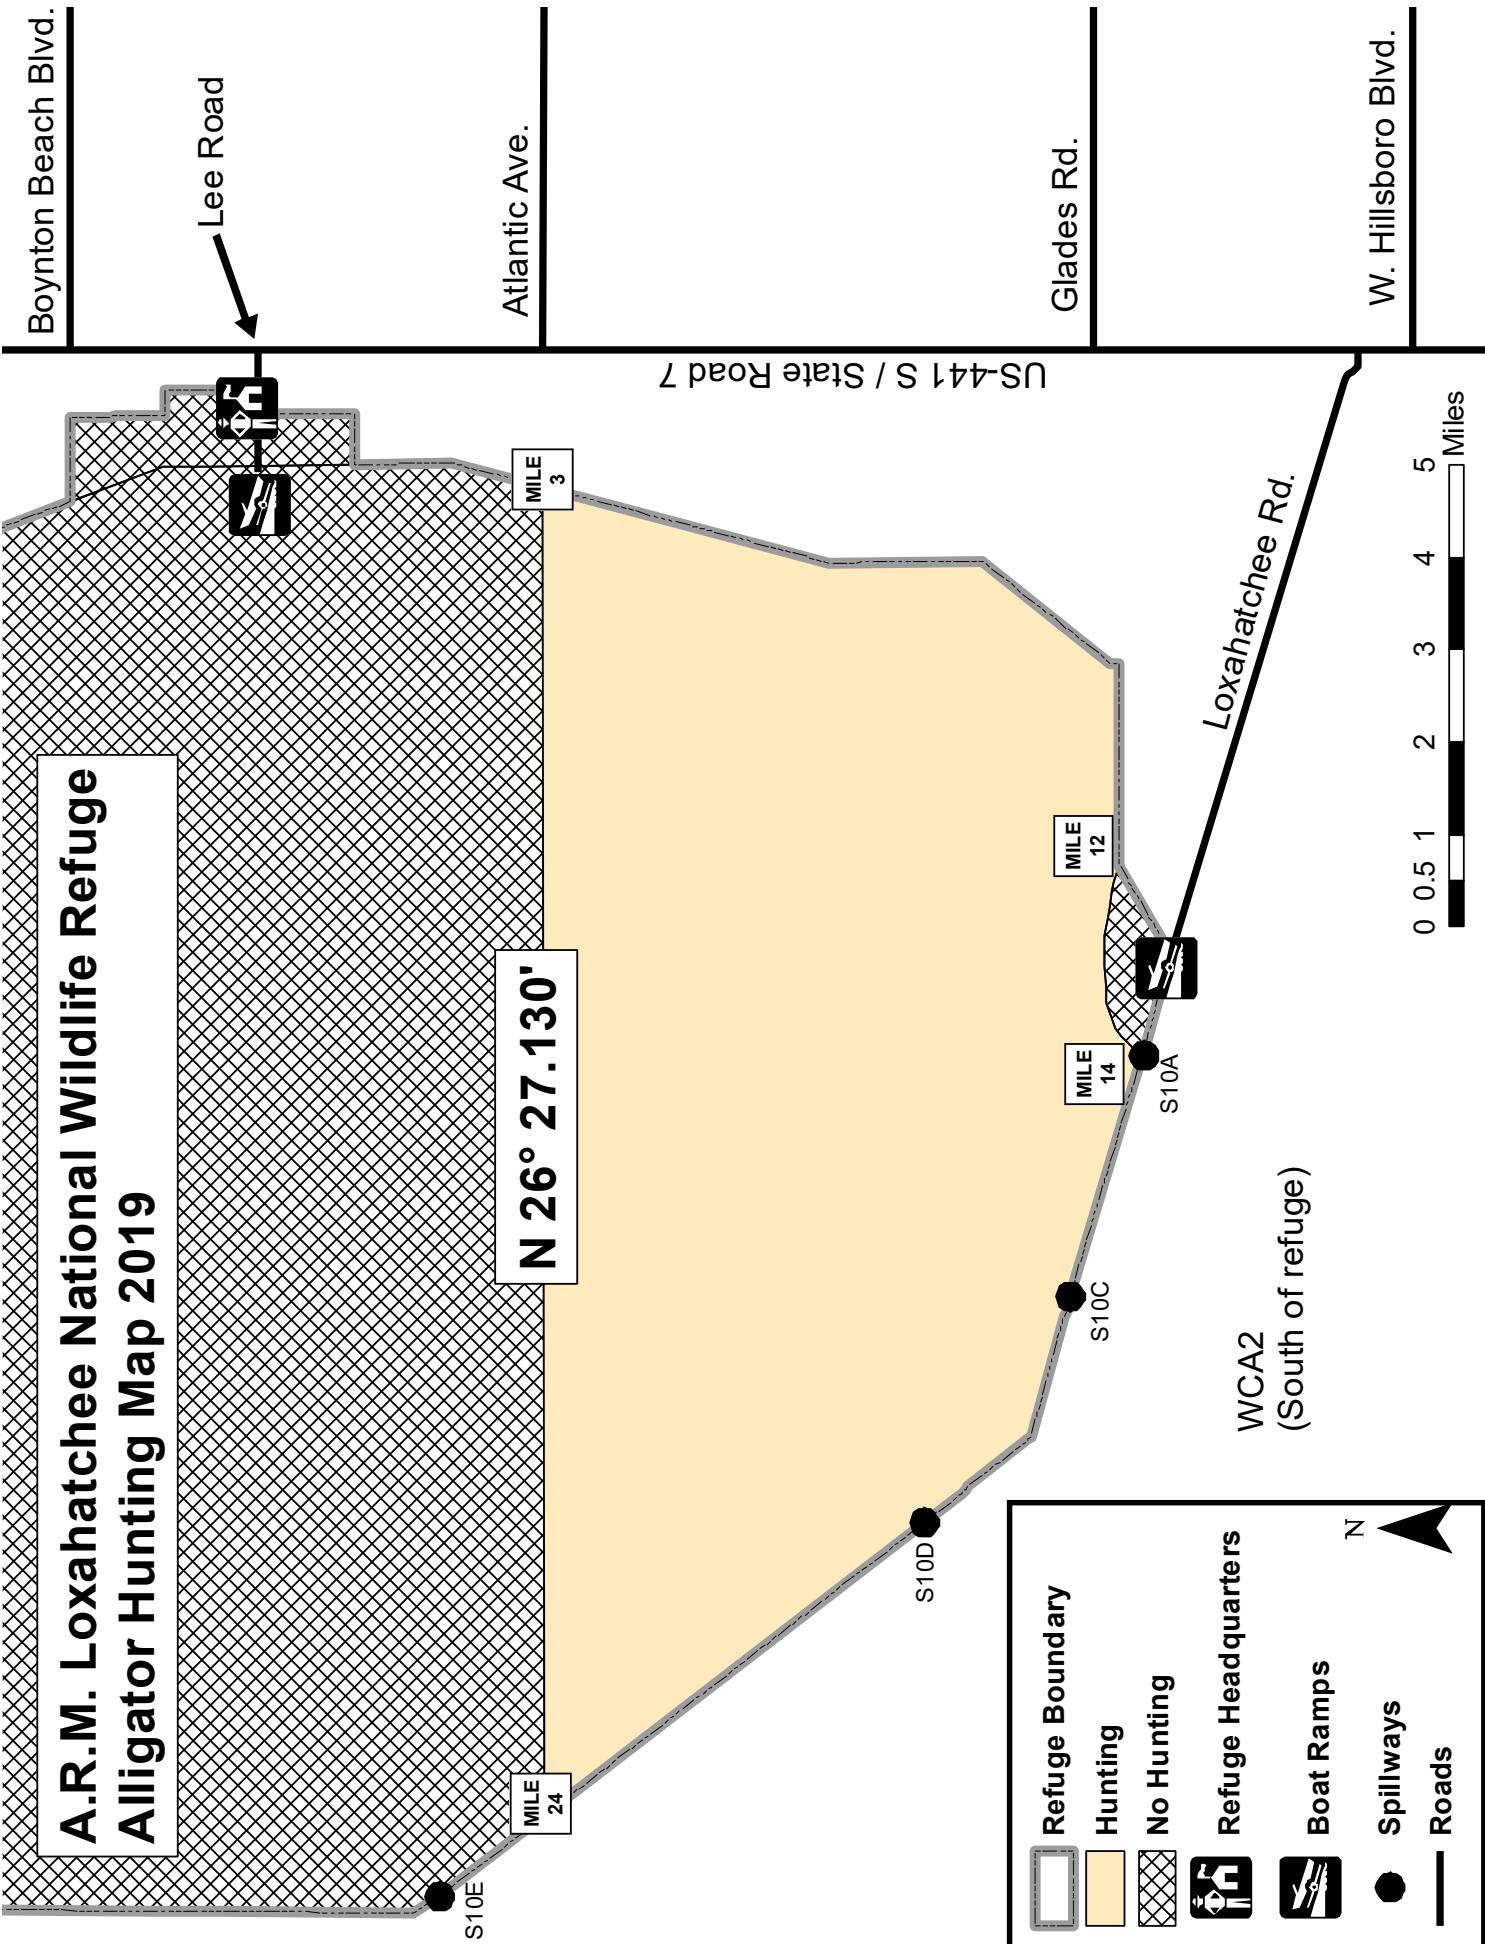 A.R.M. Loxahatchee National Wildlife Refuge
Alligator Hunting Map 2019
Boynton Beach Blvd.
Lee Road
Atlantic Ave.
US-441 S / State Road 7
Glades Rd.
W. Hillsboro Blvd.
Loxahatchee Rd.
MILE
3
N 26° 27.130'
MILE
24
MILE
12
MILE
14
S10E
S10D
S10C
S10A
WCA2
(South of refuge)
Refuge Boundary
Hunting
No Hunting
Refuge Headquarters
Boat Ramps
Spillways
Roads
N
0 0.5 1 2 3 4 5
Miles